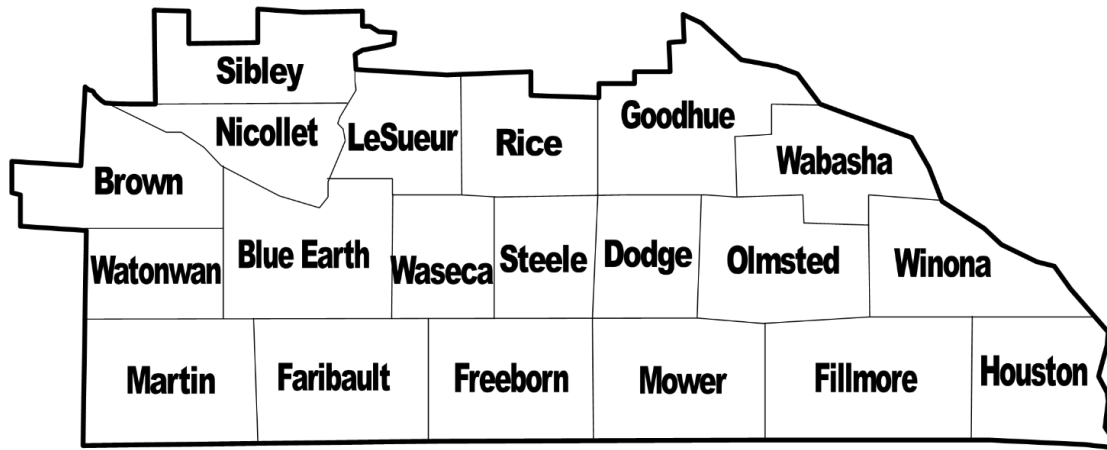 Sibley
Nicollet
LeSueur
Rice
Goodhue
Wabasha
Brown
Watonwan
Blue Earth
Waseca
Steele
Dodge
Olmsted
Winona
Martin
Faribault
Freeborn
Mower
Fillmore
Houston